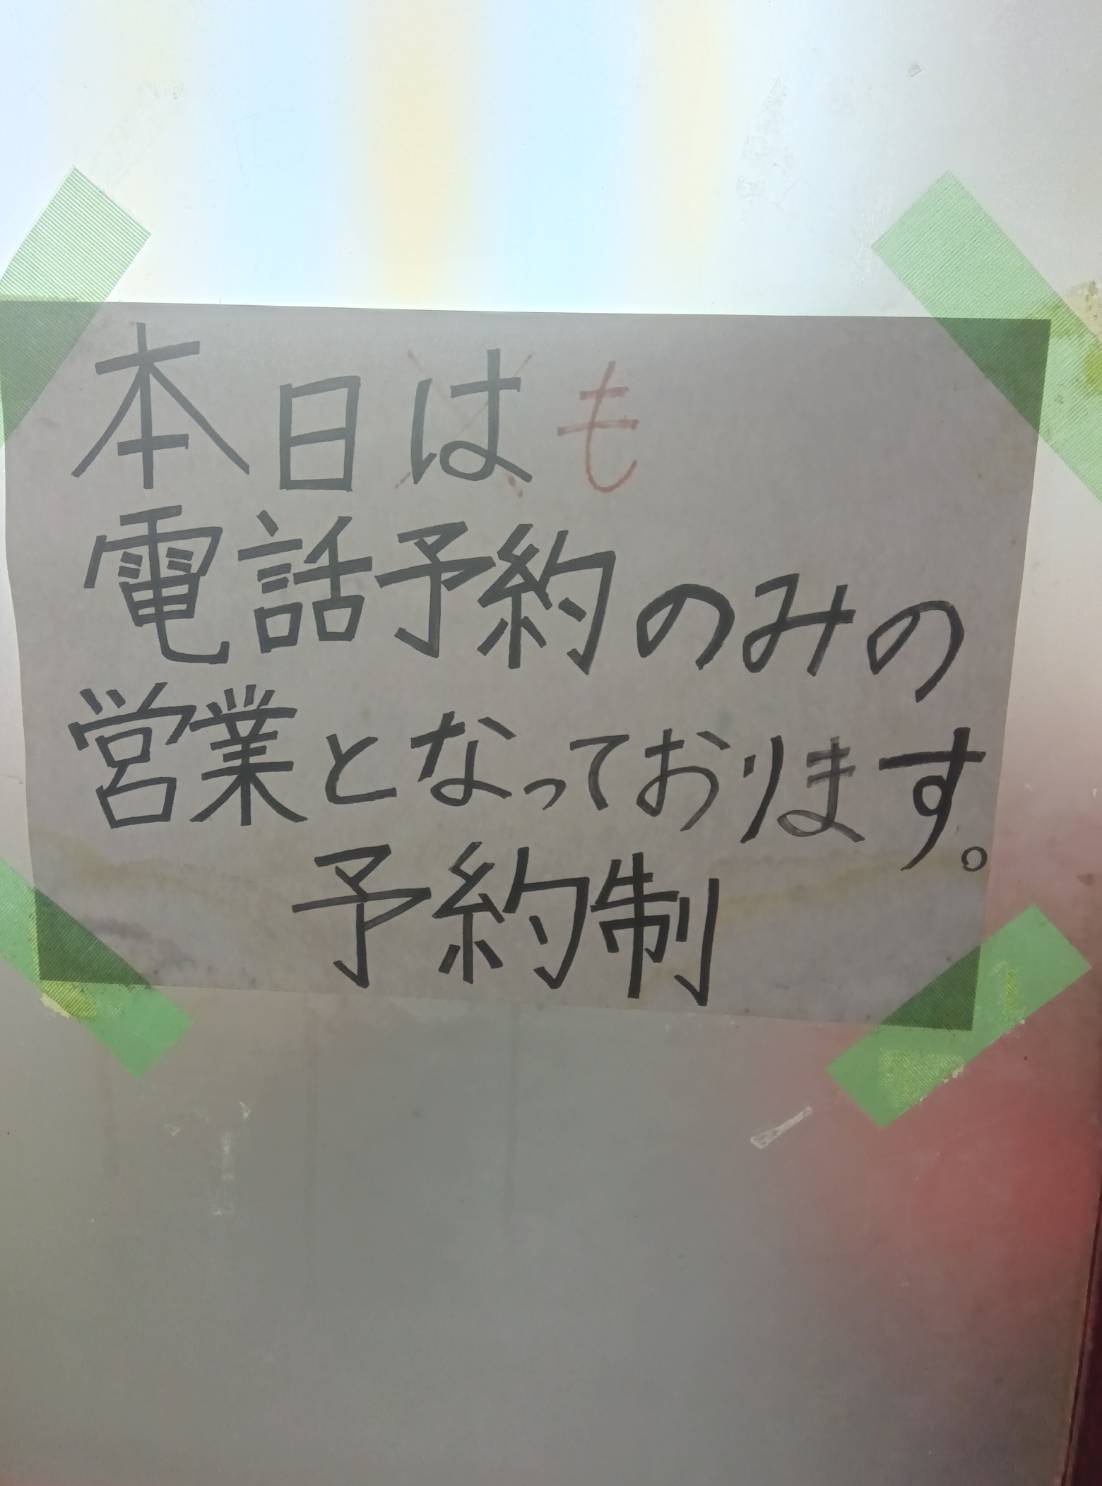 本日はも
電話予約のみの
営業となっております。
予約制